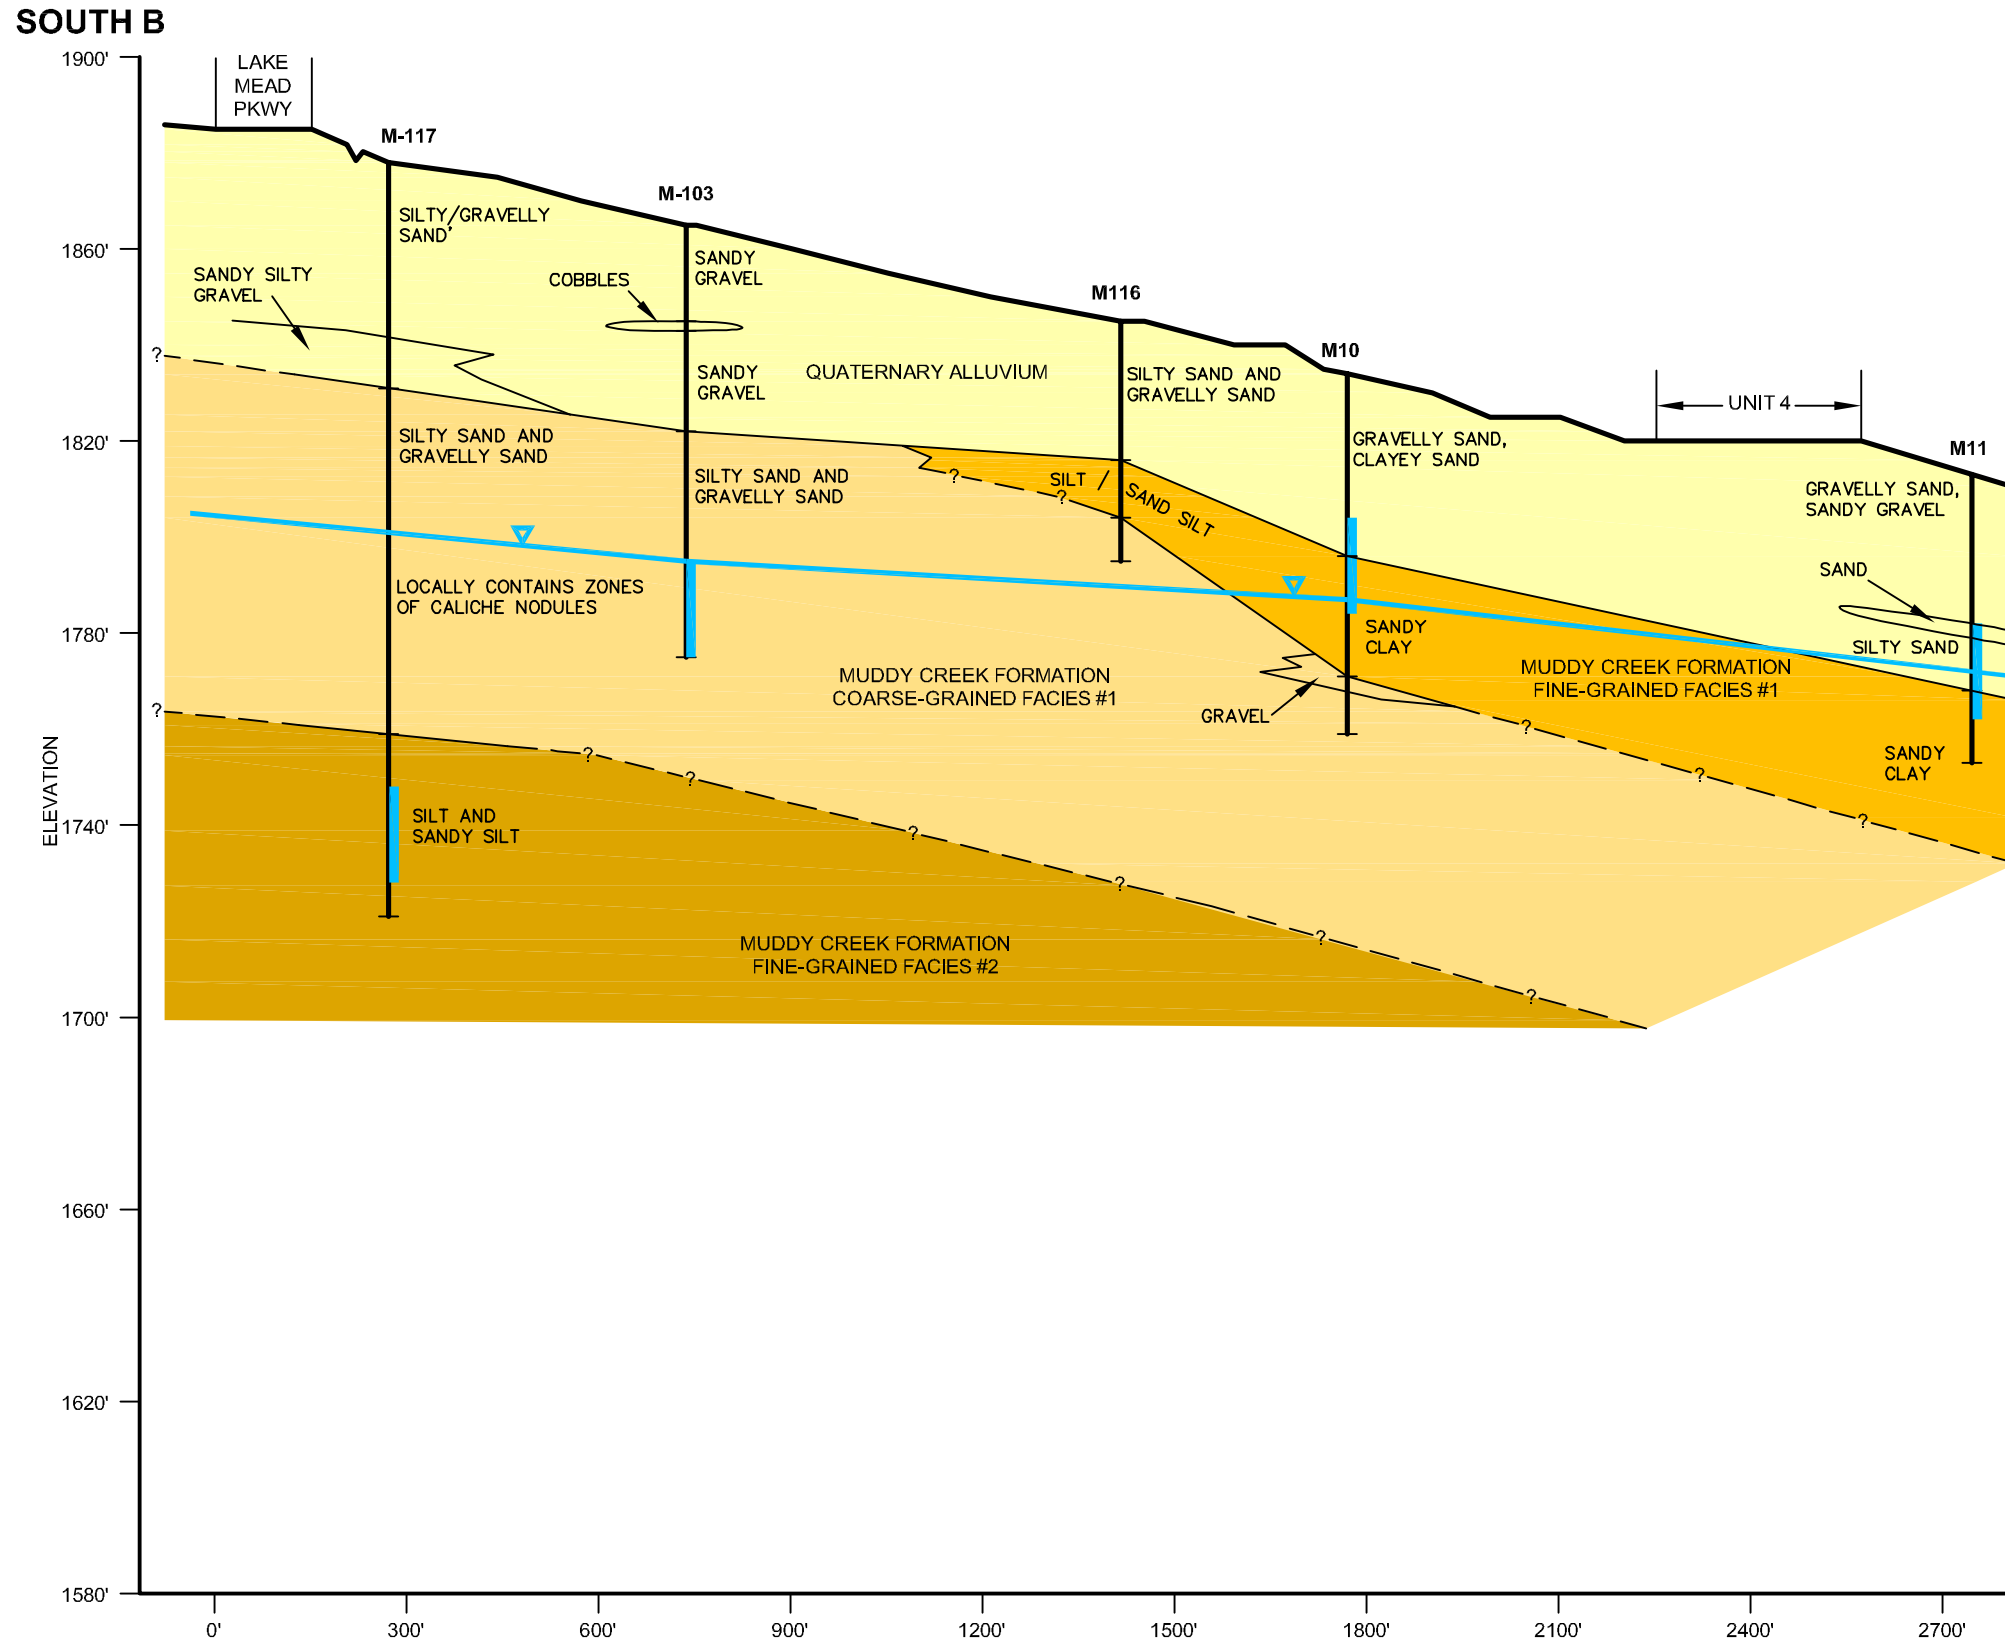 SOUTH B
1900'
LAKE
MEAD
PKWY
M-117
M-103
SILTY/GRAVELLY
SAND'
1860'
SANDY
GRAVEL
SANDY SILTY
GRAVEL
COBBLES
M116
?
M10
SANDY
GRAVEL
QUATERNARY ALLUVIUM
SILTY SAND AND
GRAVELLY SAND
UNIT 4
1820'
SILTY SAND AND
GRAVELLY SAND
GRAVELLY SAND,
CLAYEY SAND
M11
SILTY SAND AND
GRAVELLY SAND
?
?
SILT / SAND SILT
GRAVELLY SAND,
SANDY GRAVEL
LOCALLY CONTAINS ZONES
OF CALICHE NODULES
SAND
1780'
SANDY
CLAY
SILTY SAND
MUDDY CREEK FORMATION
COARSE-GRAINED FACIES #1
MUDDY CREEK FORMATION
FINE-GRAINED FACIES #1
GRAVEL
?
?
?
?
?
SANDY
CLAY
ELEVATION
1740'
SILT AND
SANDY SILT
?
?
?
?
MUDDY CREEK FORMATION
FINE-GRAINED FACIES #2
?
?
1700'
1660'
1620'
1580'
0' 300' 600' 900' 1200' 1500' 1800' 2100' 2400' 2700'